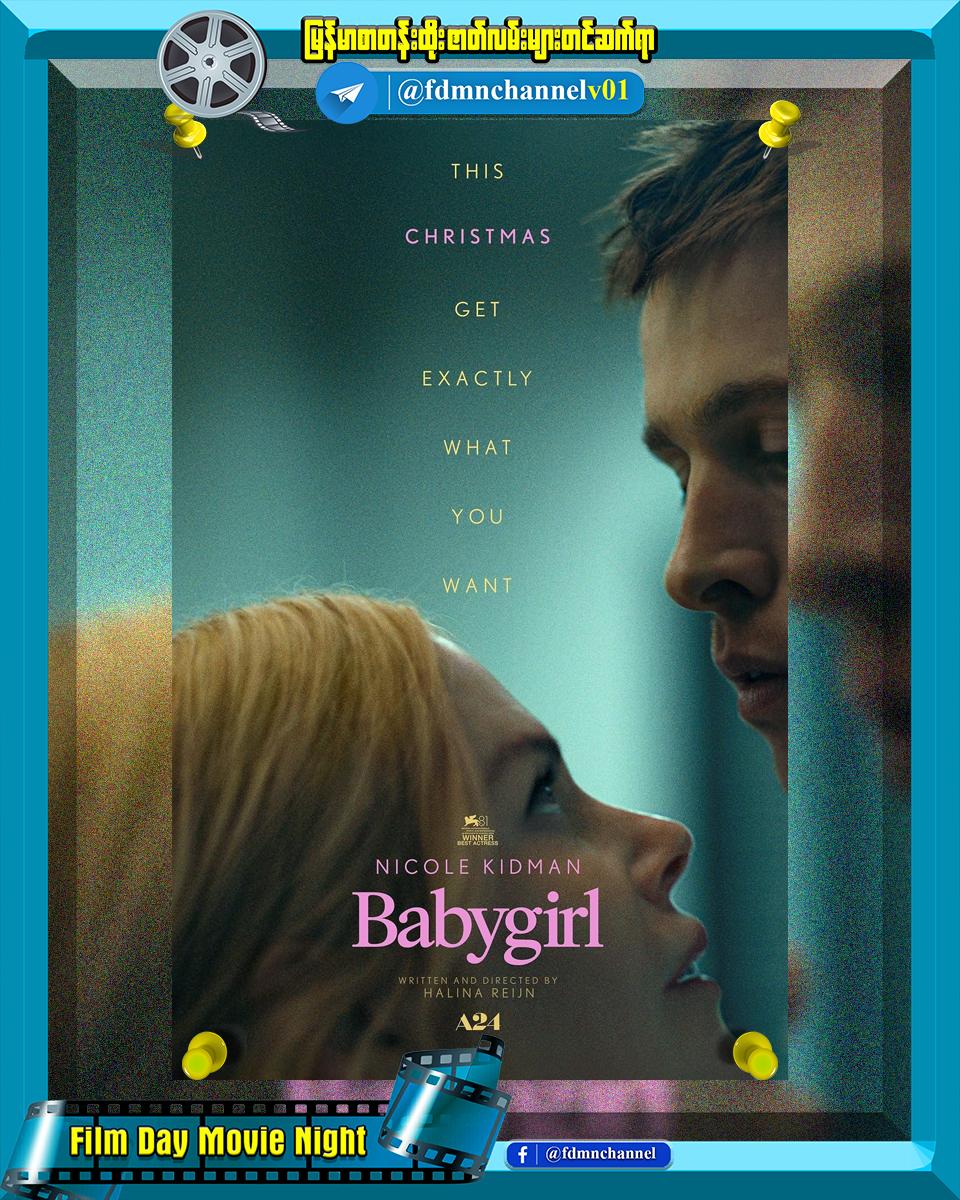 မြန်မာစာတန်းထိုးဇာတ်လမ်းများတင်ဆက်ရာ
@fdmnchannelv01
THIS
CHRISTMAS
GET
EXACTLY
WHAT
YOU
WANT
81
WINNER
BEST ACTRESS
NICOLE KIDMAN
Babygirl
WRITTEN AND DIRECTED BY
HALINA REIJN
A24
Film Day Movie Night
@fdmnchannel